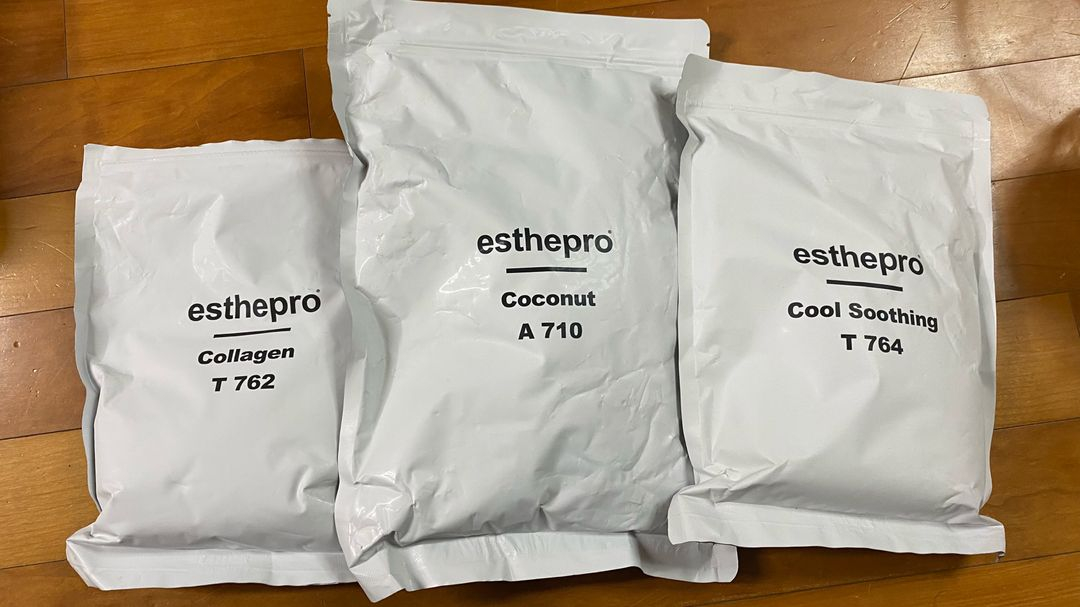 esthepro
Collagen
T 762
esthepro
Coconut
A 710
esthepro
Cool Soothing
T 764